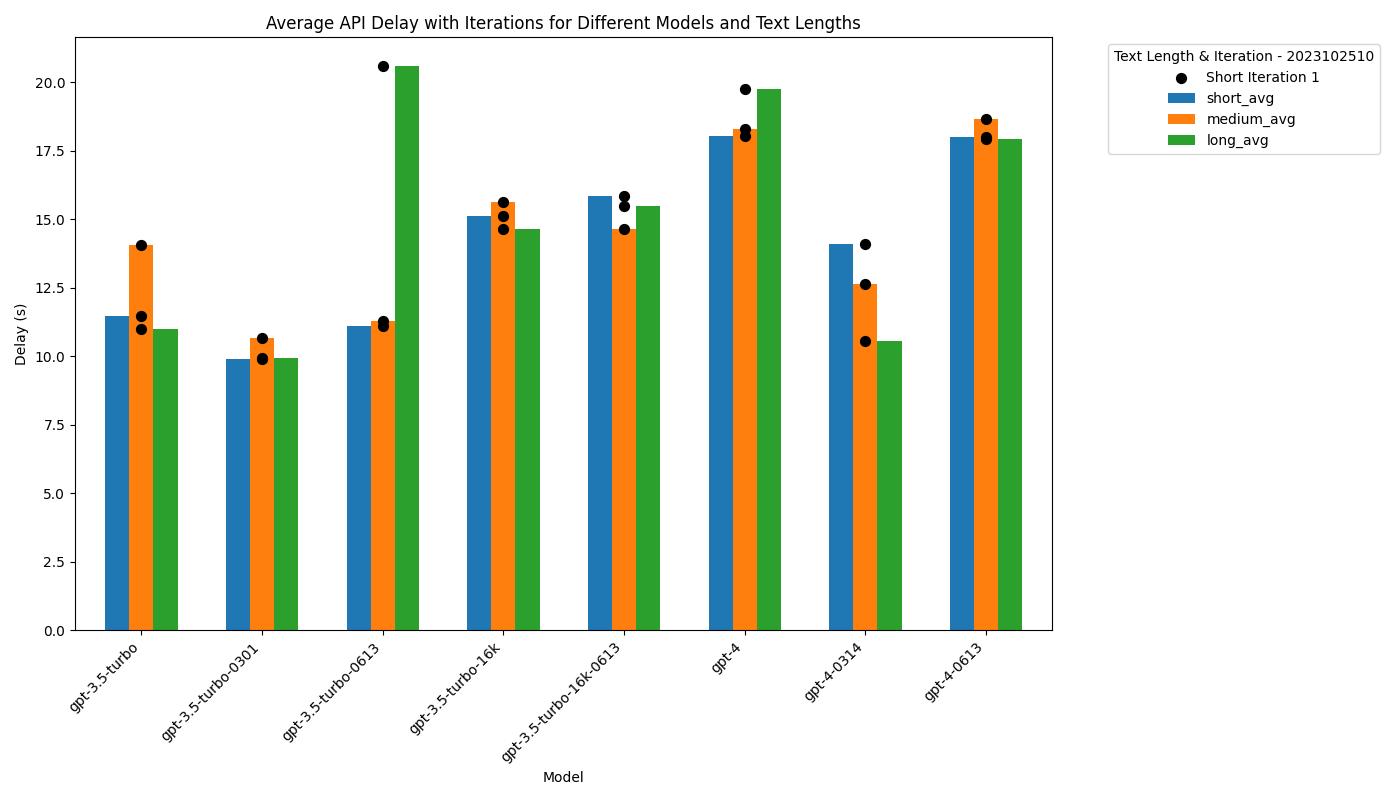 Average API Delay with Iterations for Different Models and Text Lengths
Text Length & Iteration - 2023102510
Short Iteration 1
short_avg
medium_avg
long_avg
Delay (s)
20.0
17.5
15.0
12.5
10.0
7.5
5.0
2.5
0.0
gpt-3.5-turbo
gpt-3.5-turbo-0301
gpt-3.5-turbo-0613
gpt-3.5-turbo-16k
gpt-3.5-turbo-16k-0613
gpt-4
gpt-4-0314
gpt-4-0613
Model